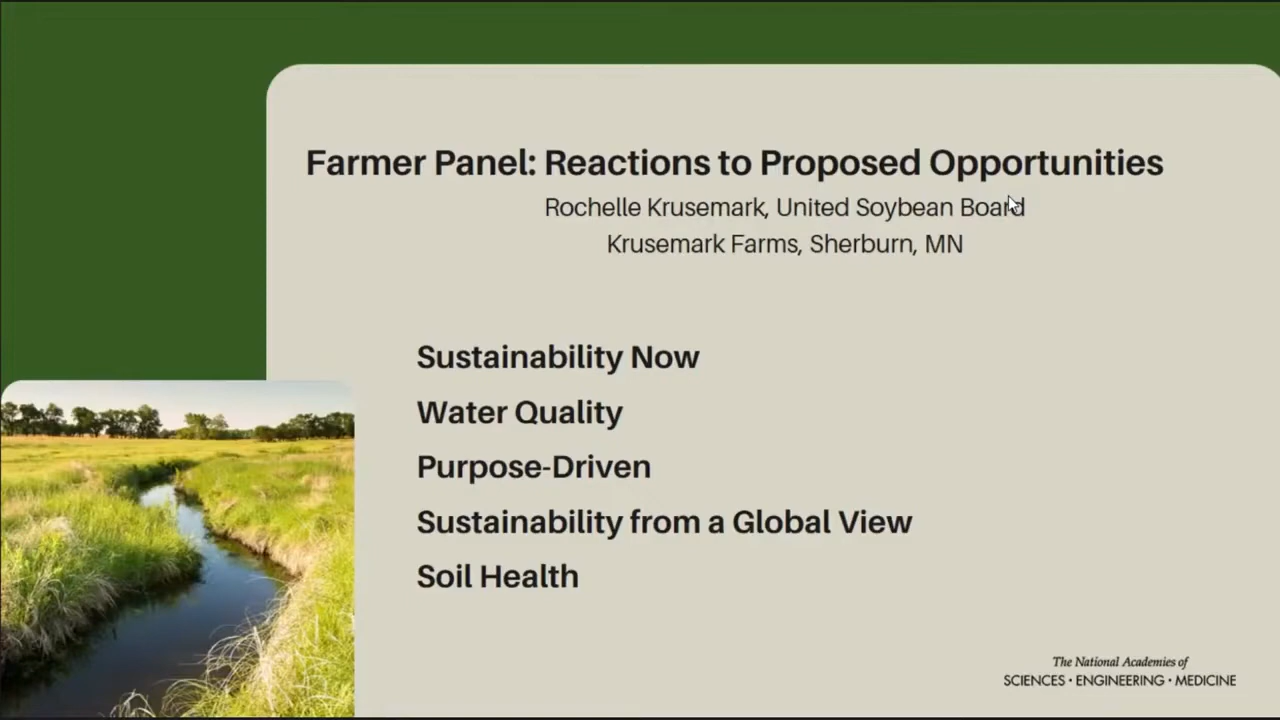 Farmer Panel: Reactions to Proposed Opportunities
Rochelle Krusemark, United Soybean Board
Krusemark Farms, Sherburn, MN
Sustainability Now
Water Quality
Purpose-Driven
Sustainability from a Global View
Soil Health
The National Academies of
SCIENCES · ENGINEERING · MEDICINE